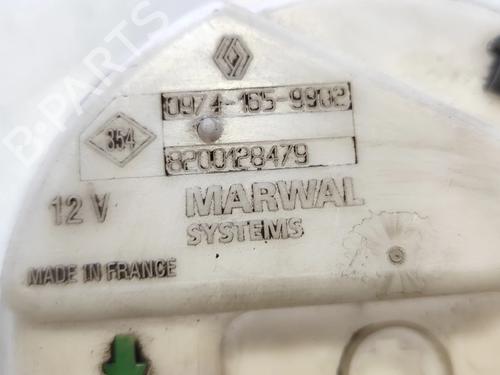 B-PARTS
0974-165-9902
354
8200128479
12 V
MARWAL
SYSTEMS
MADE IN FRANCE